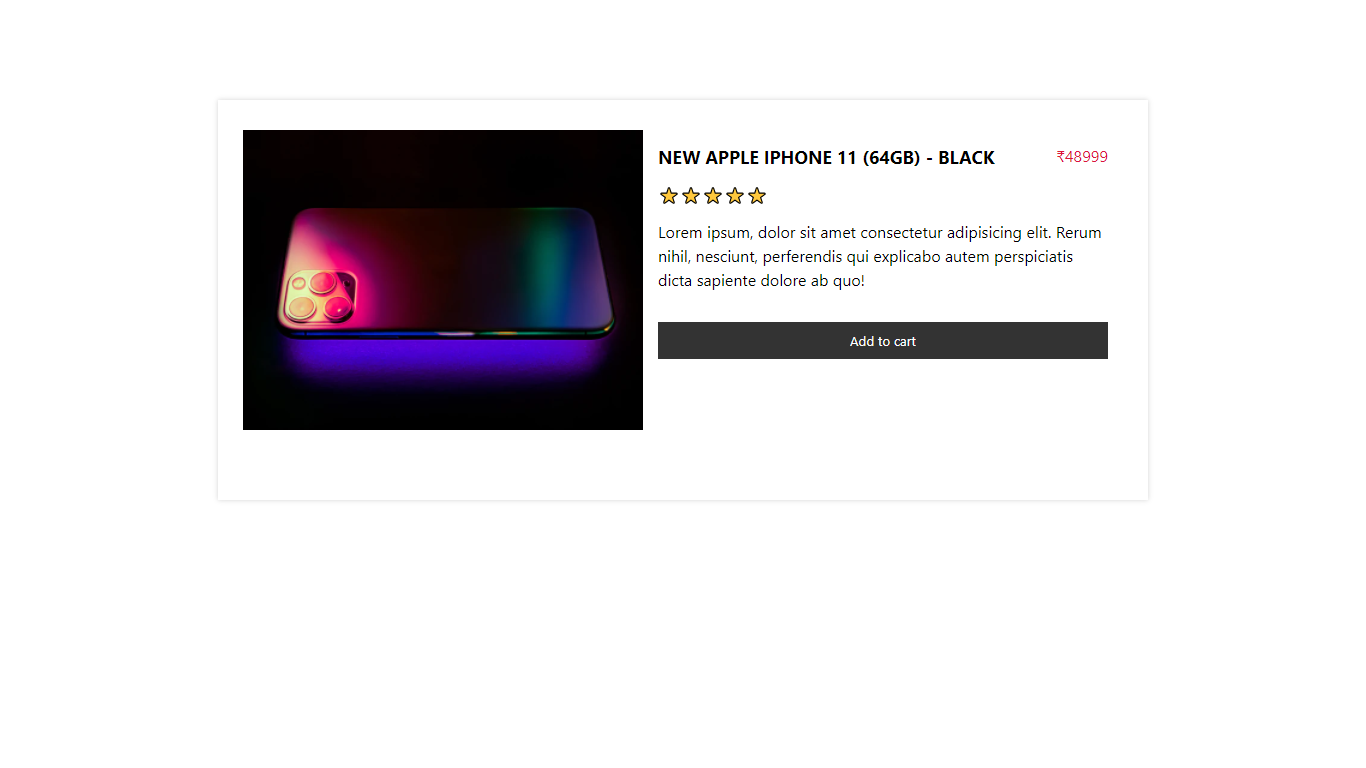 NEW APPLE IPHONE 11 (64GB) - BLACK
₹48999
Lorem ipsum, dolor sit amet consectetur adipisicing elit. Rerum
nihil, nesciunt, perferendis qui explicabo autem perspiciatis
dicta sapiente dolore ab quo!
Add to cart